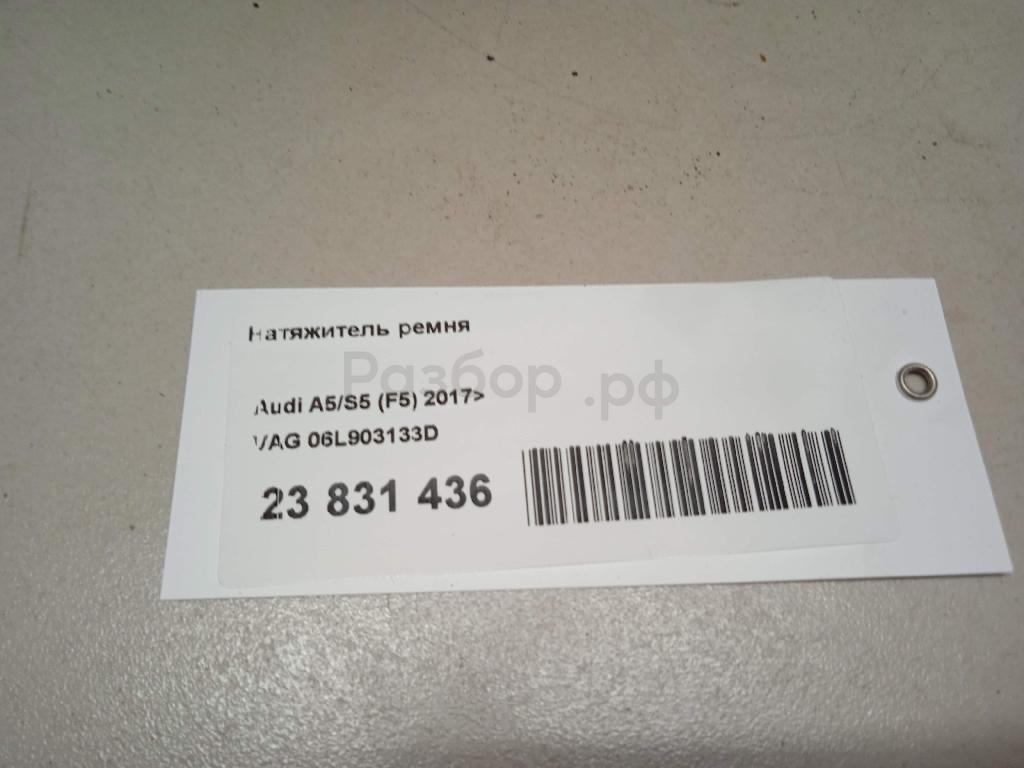 Натяжитель ремня
Разбор.рф
Audi A5/S5 (F5) 2017>
VAG 06L903133D
23 831 436